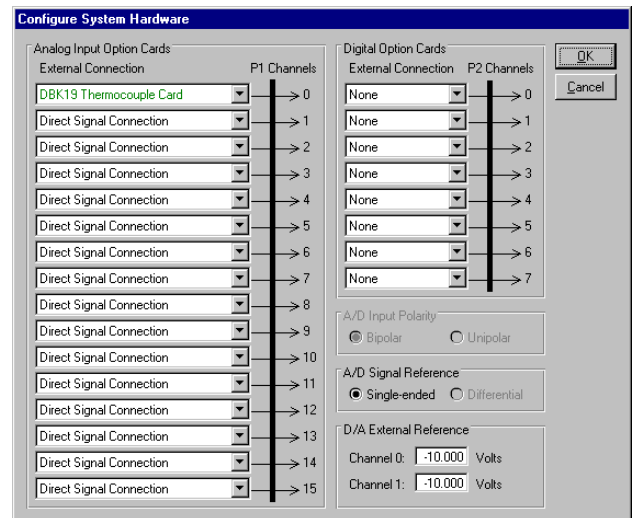 Configure System Hardware
Analog Input Option Cards
External Connection P1 Channels
DBK19 Thermocouple Card 0
Direct Signal Connection 1
Direct Signal Connection 2
Direct Signal Connection 3
Direct Signal Connection 4
Direct Signal Connection 5
Direct Signal Connection 6
Direct Signal Connection 7
Direct Signal Connection 8
Direct Signal Connection 9
Direct Signal Connection 10
Direct Signal Connection 11
Direct Signal Connection 12
Direct Signal Connection 13
Direct Signal Connection 14
Direct Signal Connection 15
Digital Option Cards
External Connection P2 Channels
None 0
None 1
None 2
None 3
None 4
None 5
None 6
None 7
A/D Input Polarity
Bipolar Unipolar
A/D Signal Reference
Single-ended Differential
D/A External Reference
Channel 0: -10.000 Volts
Channel 1: -10.000 Volts
OK
Cancel